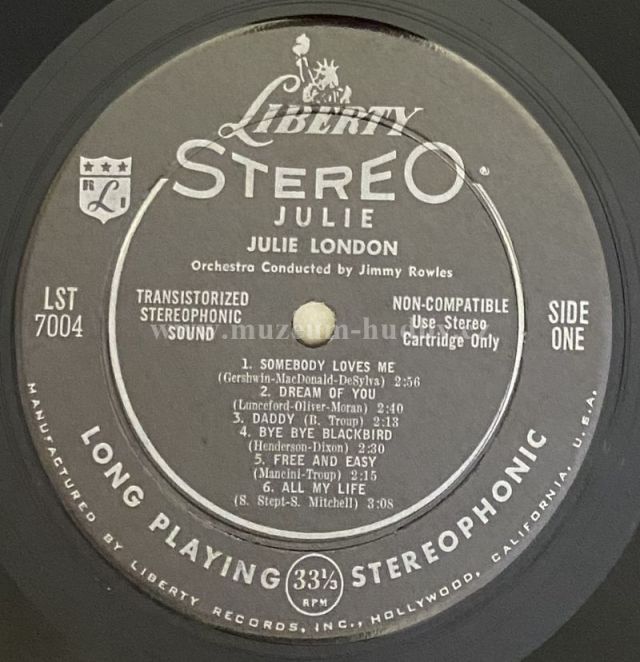 LIBERTY
STEREO®
JULIE
JULIE LONDON
Orchestra Conducted by Jimmy Rowles
R L I
LST
7004
TRANSISTORIZED
STEREOPHONIC
SOUND
NON-COMPATIBLE
Use Stereo
Cartridge Only
SIDE
ONE
www.muzeum-hudby.cz
1. SOMEBODY LOVES ME
(Gershwin-MacDonald-DeSylva) 2:56
2. DREAM OF YOU
(Lunceford-Oliver-Moran) 2:40
3. DADDY (B. Troup) 2:13
4. BYE BYE BLACKBIRD
(Henderson-Dixon) 2:30
5. FREE AND EASY
(Mancini-Troup) 2:15
6. ALL MY LIFE
(S. Stept-S. Mitchell) 3:08
LONG PLAYING 33⅓ RPM STEREOPHONIC
MANUFACTURED BY LIBERTY RECORDS, INC., HOLLYWOOD, CALIFORNIA, U.S.A.